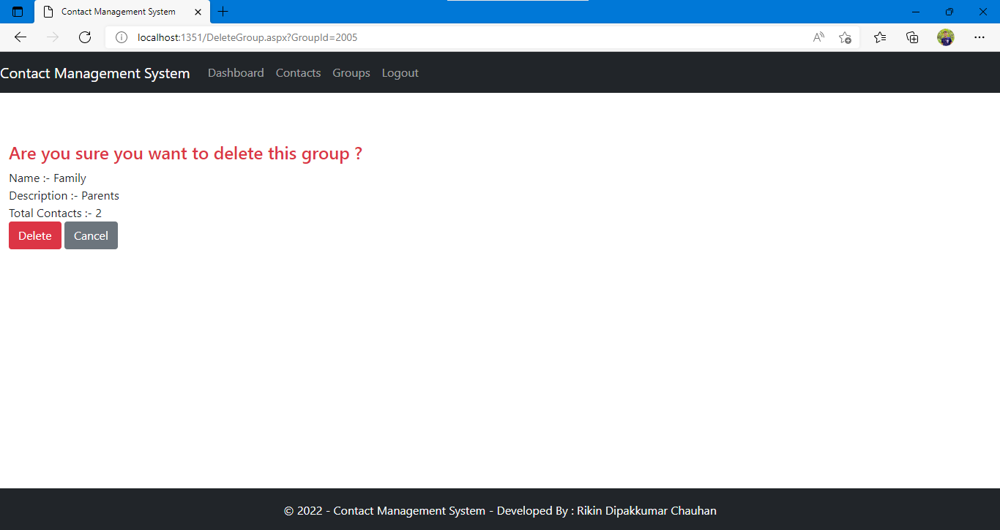 Contact Management System
localhost:1351/DeleteGroup.aspx?GroupId=2005
Contact Management System Dashboard Contacts Groups Logout
Are you sure you want to delete this group ?
Name :- Family
Description :- Parents
Total Contacts :- 2
Delete Cancel
© 2022 - Contact Management System - Developed By : Rikin Dipakkumar Chauhan